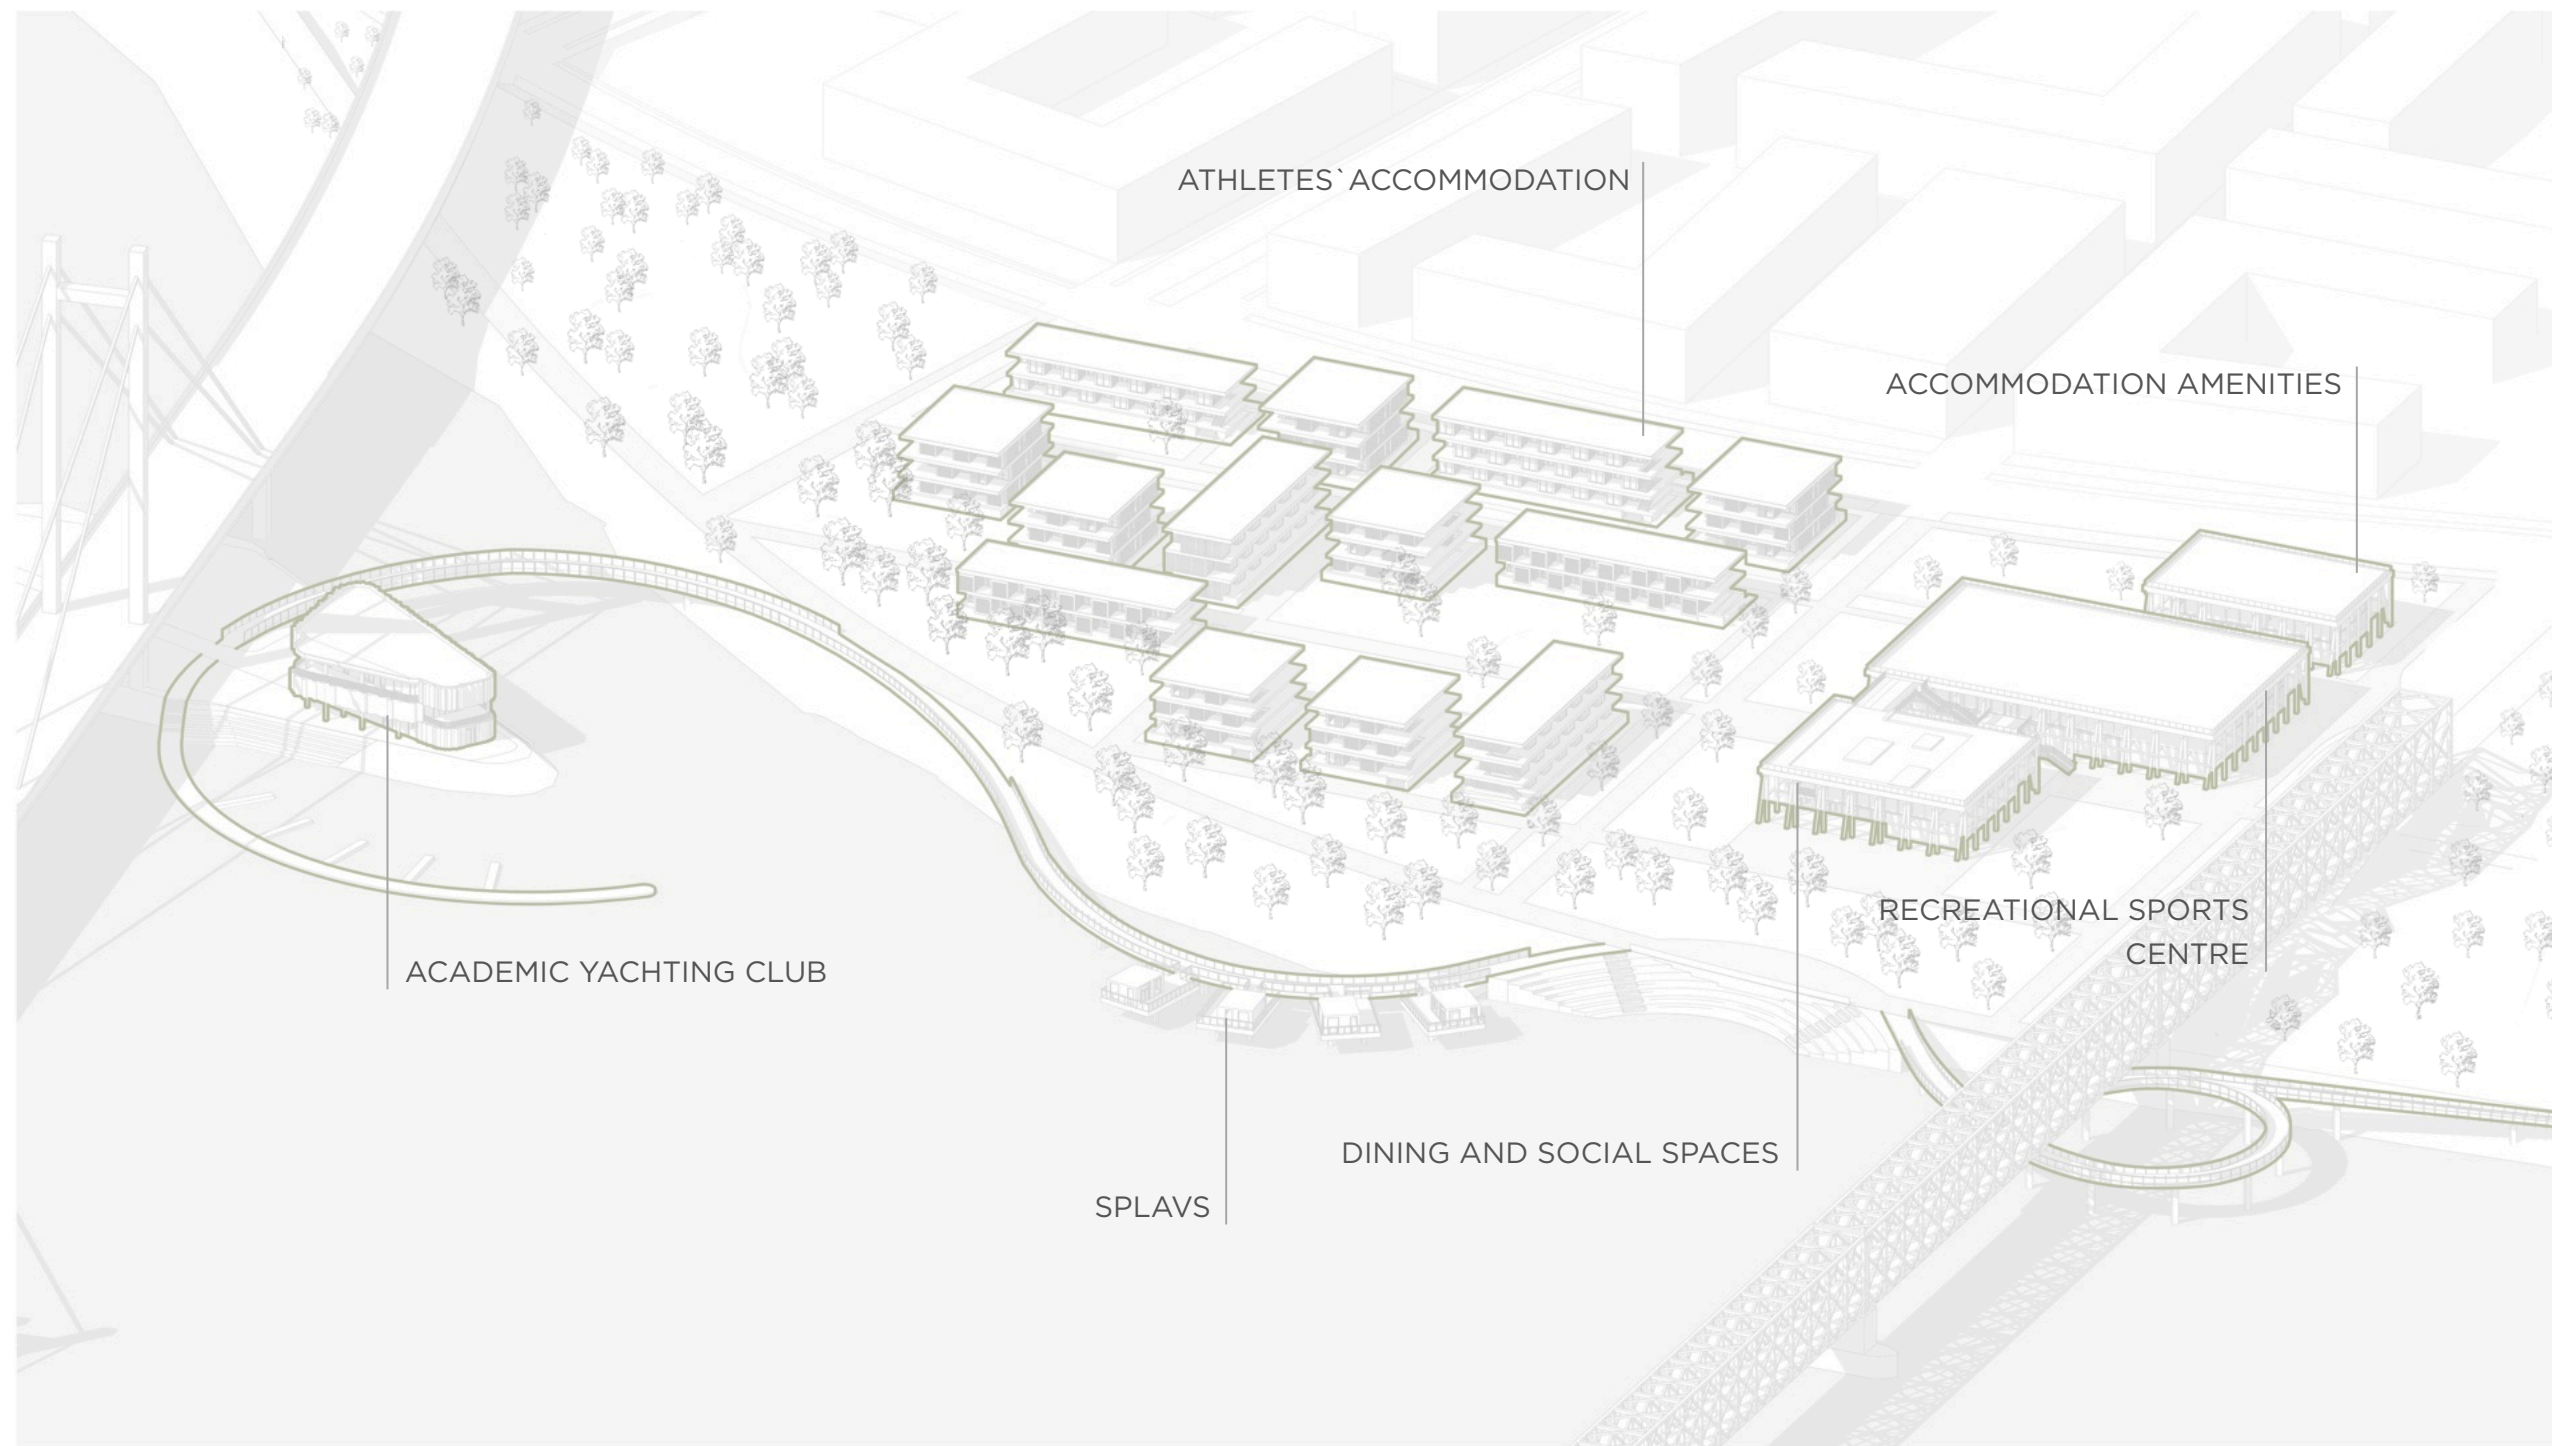 ATHLETES`ACCOMMODATION
ACCOMMODATION AMENITIES
RECREATIONAL SPORTS
CENTRE
ACADEMIC YACHTING CLUB
DINING AND SOCIAL SPACES
SPLAVS